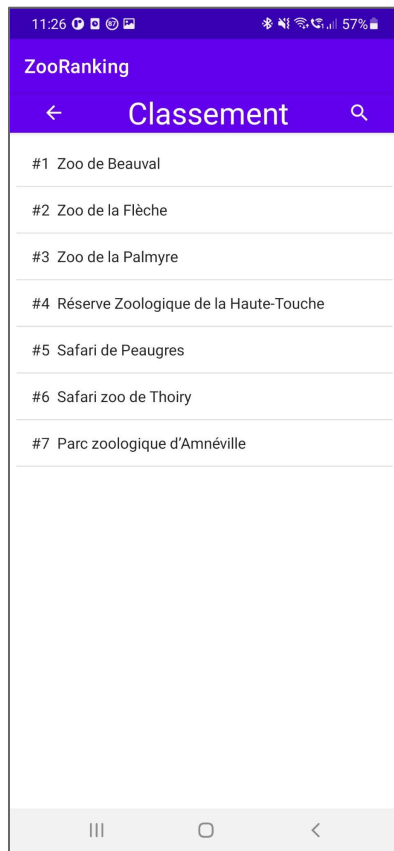 11:26 57%
ZooRanking
Classement
#1 Zoo de Beauval
#2 Zoo de la Flèche
#3 Zoo de la Palmyre
#4 Réserve Zoologique de la Haute-Touche
#5 Safari de Peaugres
#6 Safari zoo de Thoiry
#7 Parc zoologique d’Amnéville